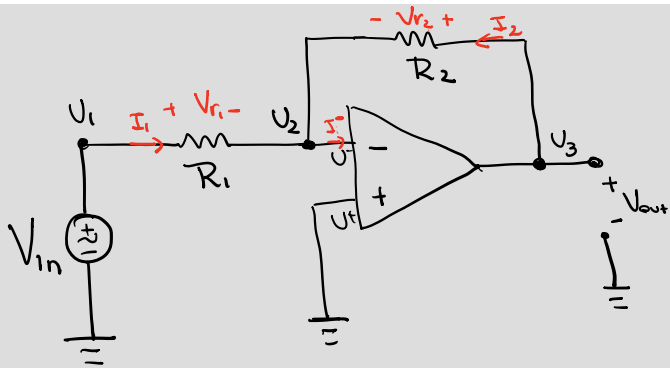 - Vr₂ +
I₂
R₂
U₁
I₁
+ Vr₁ -
U₂
I⁻
U⁻
-
U₃
R₁
+
U⁺
+
Vout
-
Vin
+
-